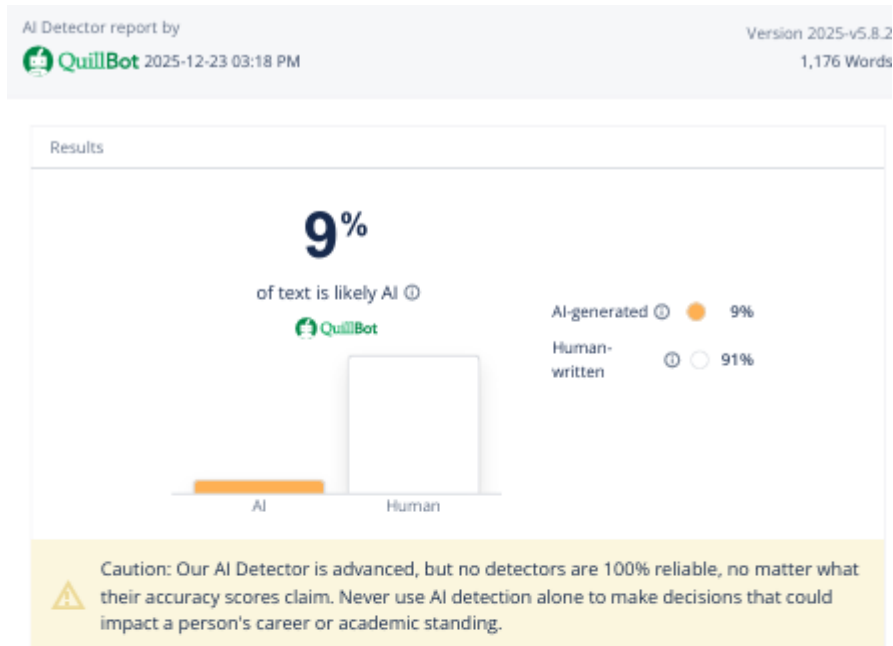 AI Detector report by
Version 2025-v5.8.2
QuillBot 2025-12-23 03:18 PM
1,176 Words
Results
9%
of text is likely AI
QuillBot
AI-generated 9%
Human-
written 91%
AI Human
Caution: Our AI Detector is advanced, but no detectors are 100% reliable, no matter what
their accuracy scores claim. Never use AI detection alone to make decisions that could
impact a person's career or academic standing.